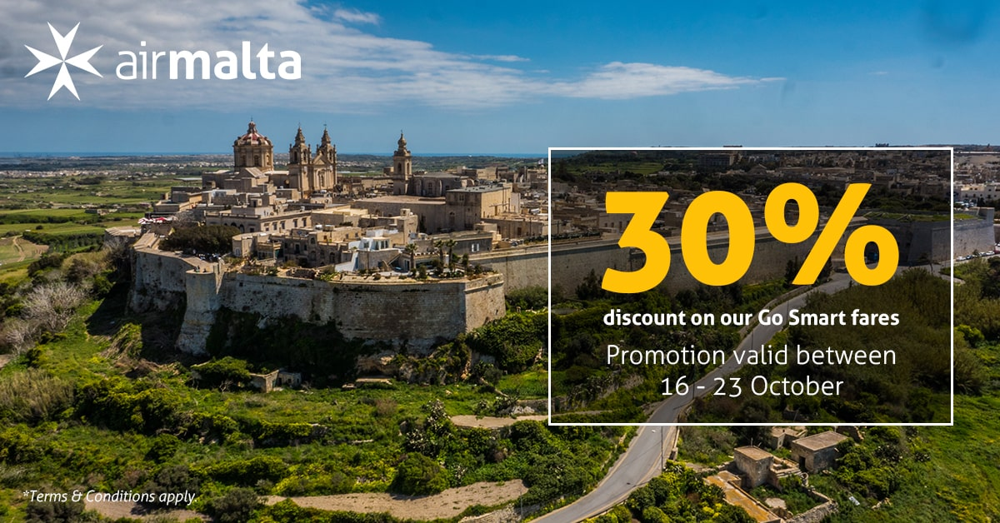 airmalta
30%
discount on our Go Smart fares
Promotion valid between
16 - 23 October
*Terms & Conditions apply.